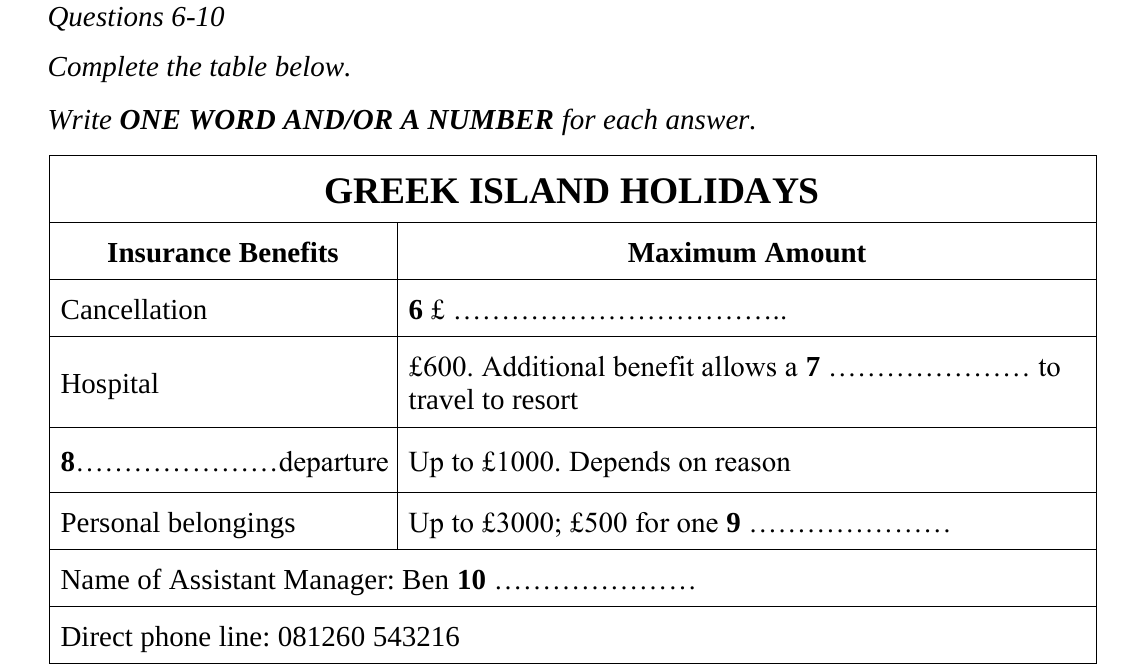 Questions 6-10
Complete the table below.
Write ONE WORD AND/OR A NUMBER for each answer.
GREEK ISLAND HOLIDAYS
Insurance Benefits
Maximum Amount
Cancellation
6 £ ……………………………..
Hospital
£600. Additional benefit allows a 7 ………………… to
travel to resort
8…………………departure
Up to £1000. Depends on reason
Personal belongings
Up to £3000; £500 for one 9 …………………
Name of Assistant Manager: Ben 10 …………………
Direct phone line: 081260 543216